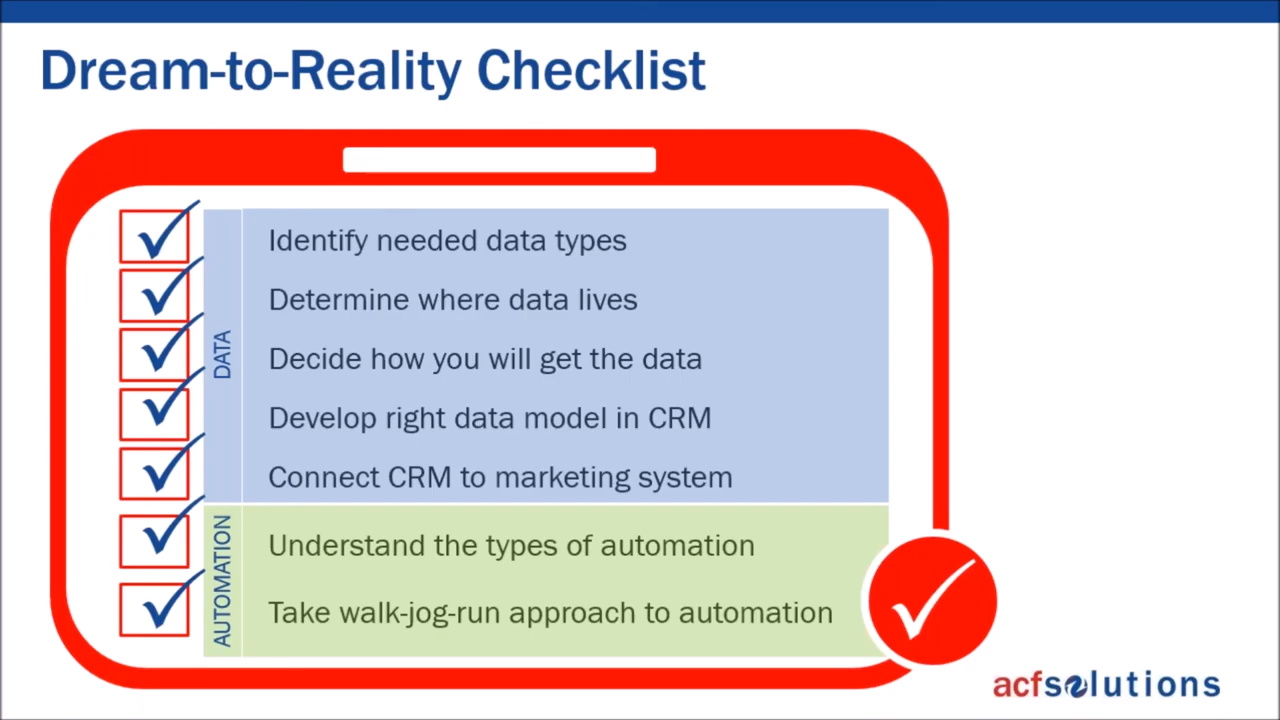 Dream-to-Reality Checklist
DATA
Identify needed data types
Determine where data lives
Decide how you will get the data
Develop right data model in CRM
Connect CRM to marketing system
AUTOMATION
Understand the types of automation
Take walk-jog-run approach to automation
acfsolutions